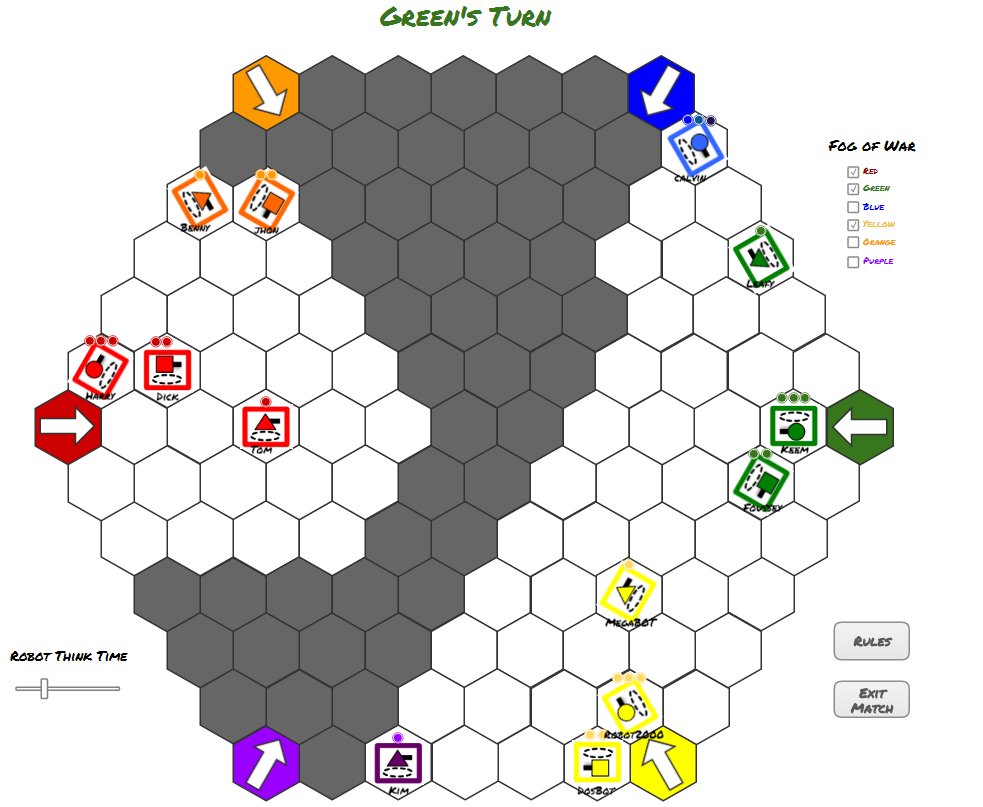 Green's Turn
Calvin
Fog of War
Red
Green
Blue
Yellow
Orange
Purple
Benny
Jhon
Leafy
Harry
Dick
Tom
Keem
Foussey
MegaBOT
Rules
Robot Think Time
Exit
Match
Robot2000
Kim
DosBot